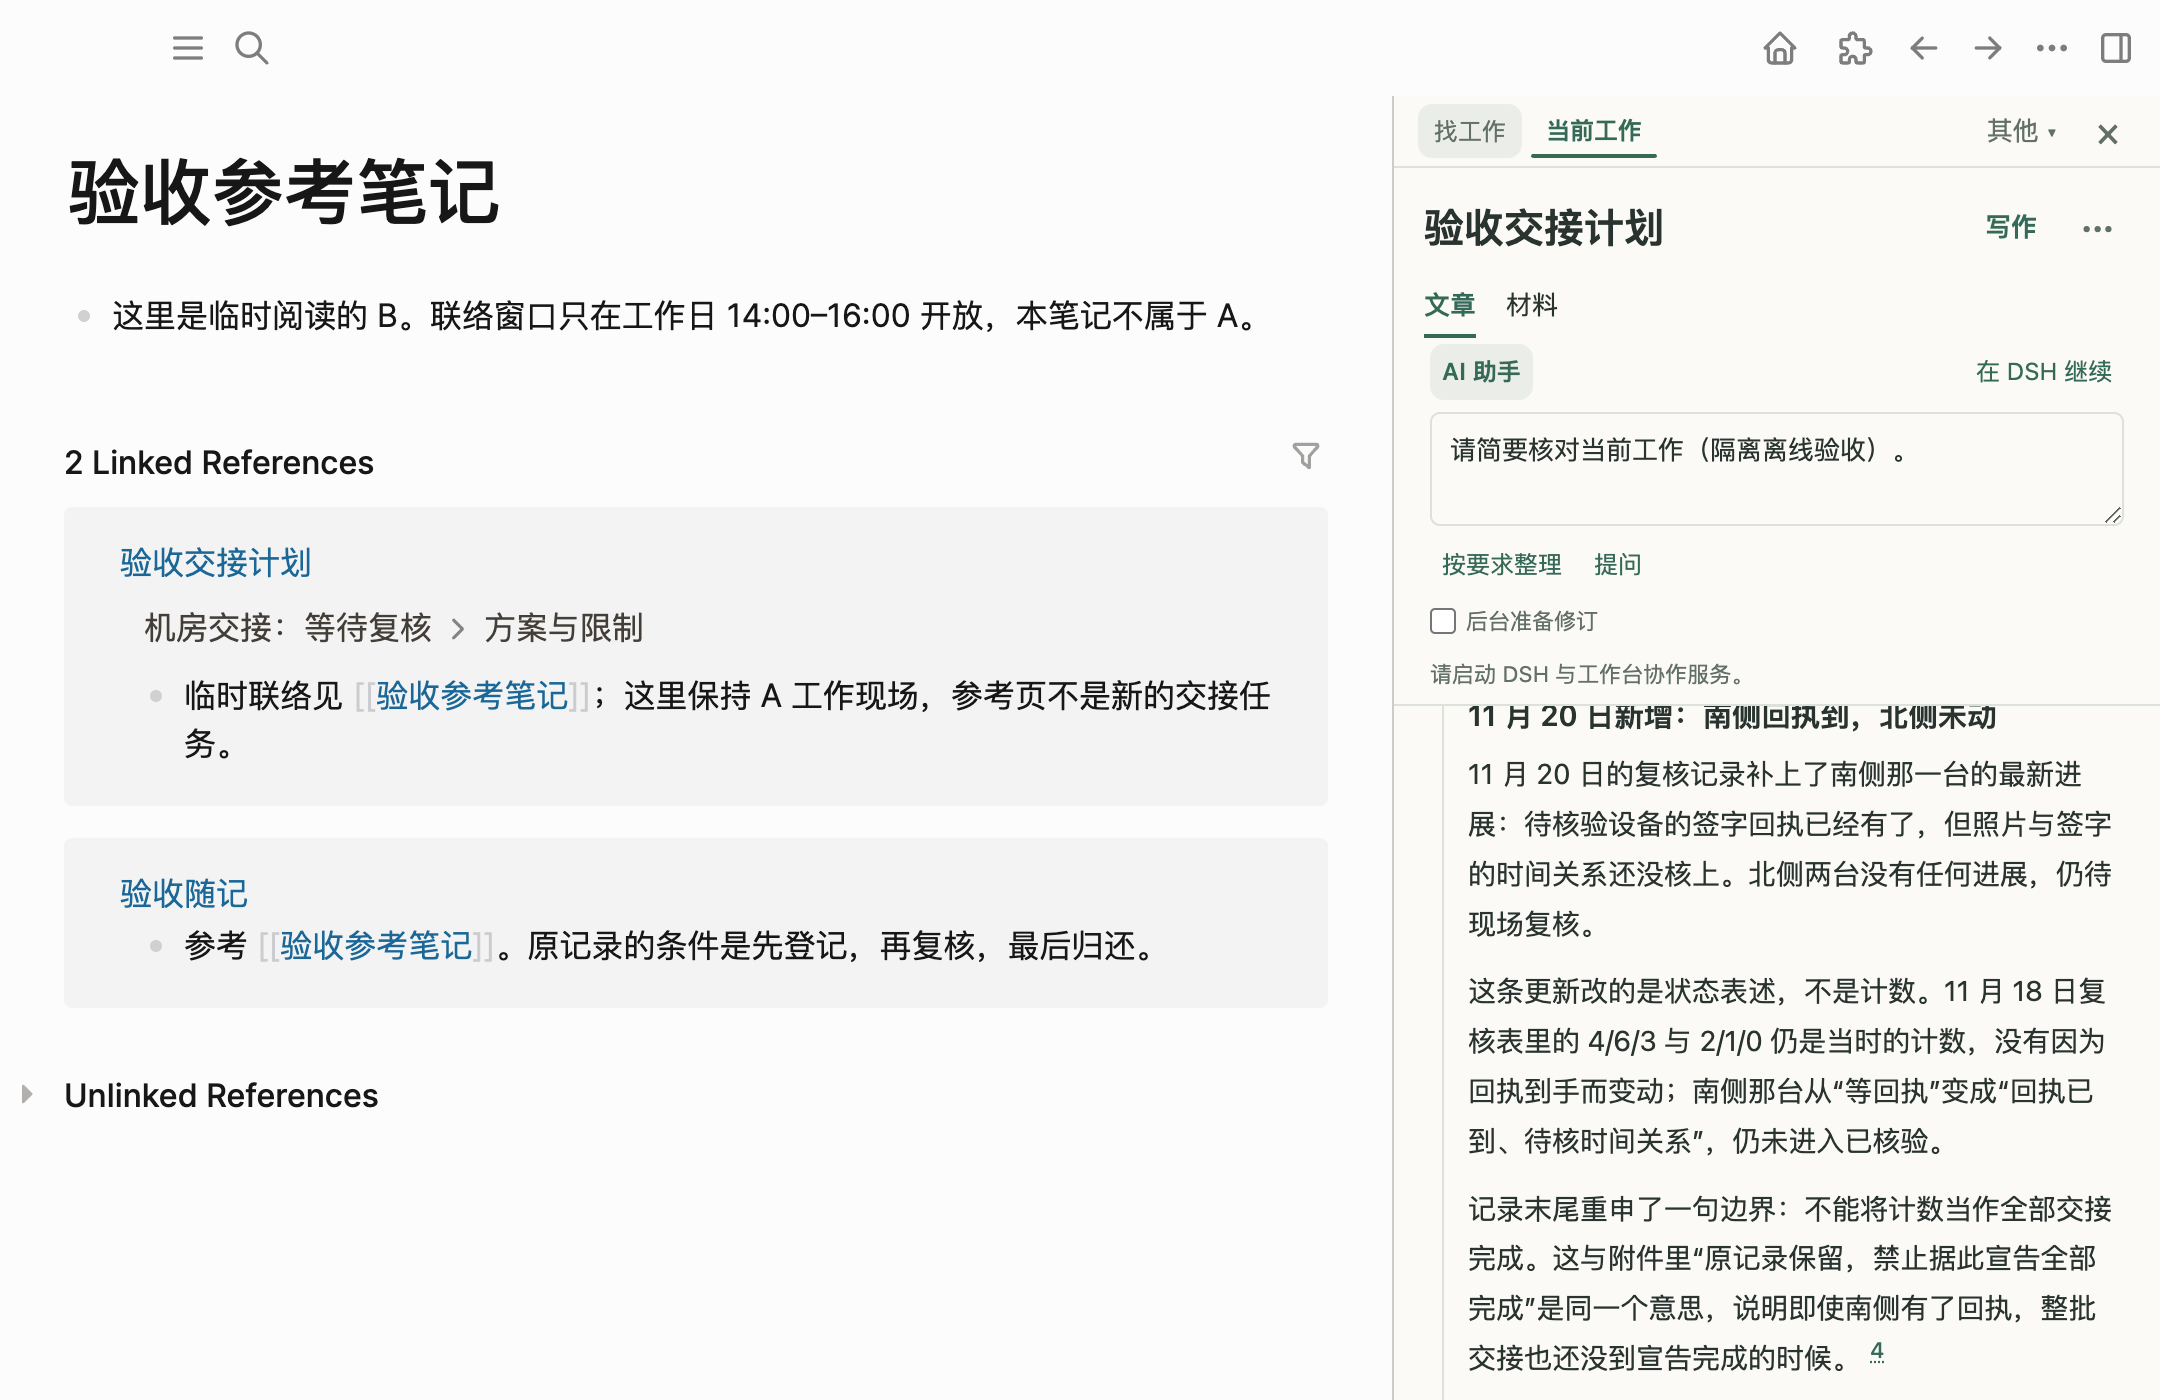 验收参考笔记
这里是临时阅读的 B。联络窗口只在工作日 14:00–16:00 开放，本笔记不属于 A。
2 Linked References
验收交接计划
机房交接：等待复核 > 方案与限制
临时联络见 [[验收参考笔记]]；这里保持 A 工作现场，参考页不是新的交接任
务。
验收随记
参考 [[验收参考笔记]]。原记录的条件是先登记，再复核，最后归还。
Unlinked References
找工作 当前工作 其他
验收交接计划 写作
文章 材料
AI 助手 在 DSH 继续
请简要核对当前工作（隔离离线验收）。
按要求整理 提问
后台准备修订
请启动 DSH 与工作台协作服务。
11 月 20 日新增：南侧回执到，北侧未动
11 月 20 日的复核记录补上了南侧那一台的最新进
展：待核验设备的签字回执已经有了，但照片与签字
的时间关系还没核上。北侧两台没有任何进展，仍待
现场复核。
这条更新改的是状态表述，不是计数。11 月 18 日复
核表里的 4/6/3 与 2/1/0 仍是当时的计数，没有因为
回执到手而变动；南侧那台从“等回执”变成“回执已
到、待核时间关系”，仍未进入已核验。
记录末尾重申了一句边界：不能将计数当作全部交接
完成。这与附件里“原记录保留，禁止据此宣告全部
完成”是同一个意思，说明即使南侧有了回执，整批
交接也还没到宣告完成的时候。 4